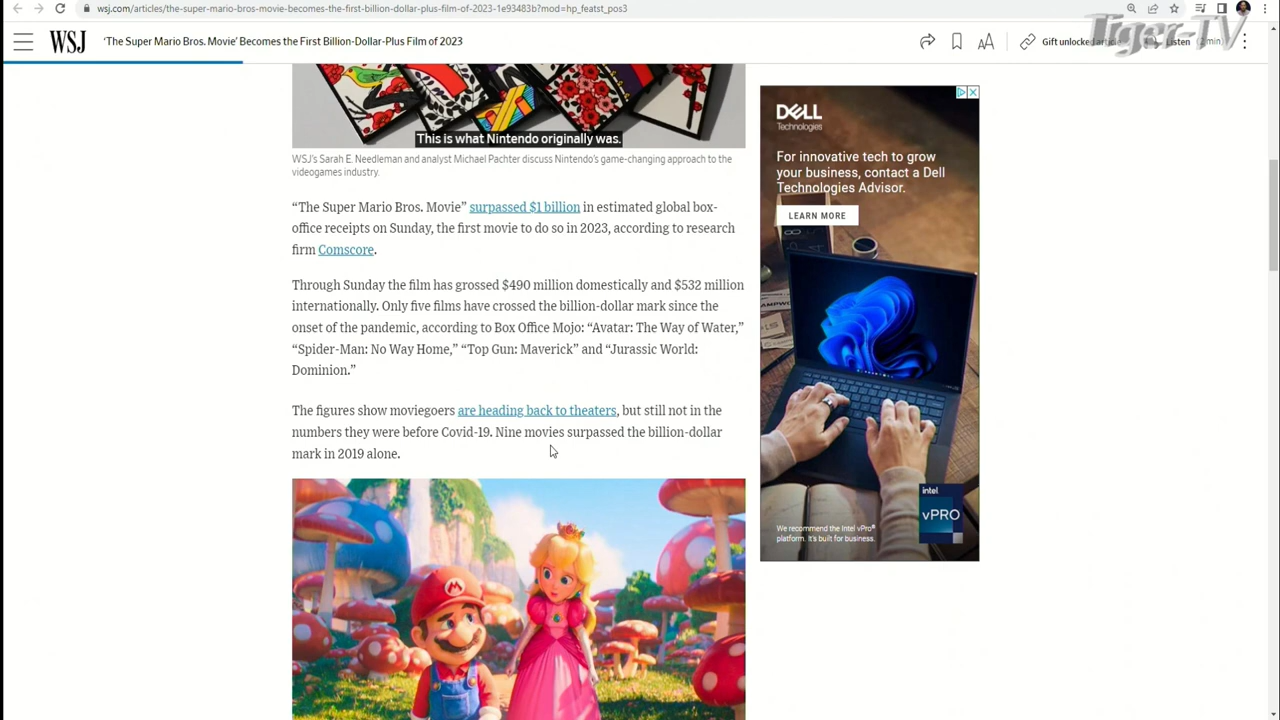 wsj.com/articles/the-super-mario-bros-movie-becomes-the-first-billion-dollar-plus-film-of-2023-1e93483b?mod=hp_featst_pos3
Tiger-TV
WSJ
‘The Super Mario Bros. Movie’ Becomes the First Billion-Dollar-Plus Film of 2023
AA
Gift unlocked article
Listen
This is what Nintendo originally was.
WSJ's Sarah E. Needleman and analyst Michael Pachter discuss Nintendo's game-changing approach to the
videogames industry.
“The Super Mario Bros. Movie” surpassed $1 billion in estimated global box-
office receipts on Sunday, the first movie to do so in 2023, according to research
firm Comscore.
Through Sunday the film has grossed $490 million domestically and $532 million
internationally. Only five films have crossed the billion-dollar mark since the
onset of the pandemic, according to Box Office Mojo: “Avatar: The Way of Water,”
“Spider-Man: No Way Home,” “Top Gun: Maverick” and “Jurassic World:
Dominion.”
The figures show moviegoers are heading back to theaters, but still not in the
numbers they were before Covid-19. Nine movies surpassed the billion-dollar
mark in 2019 alone.
M
DELL
Technologies
For innovative tech to grow
your business, contact a Dell
Technologies Advisor.
LEARN MORE
intel
vPRO
We recommend the Intel vPro®
platform. It's built for business.